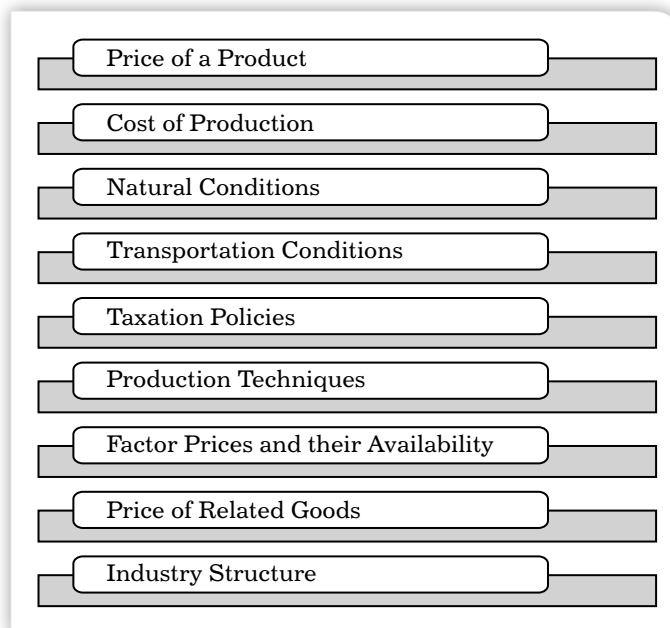 Price of a Product
Cost of Production
Natural Conditions
Transportation Conditions
Taxation Policies
Production Techniques
Factor Prices and their Availability
Price of Related Goods
Industry Structure